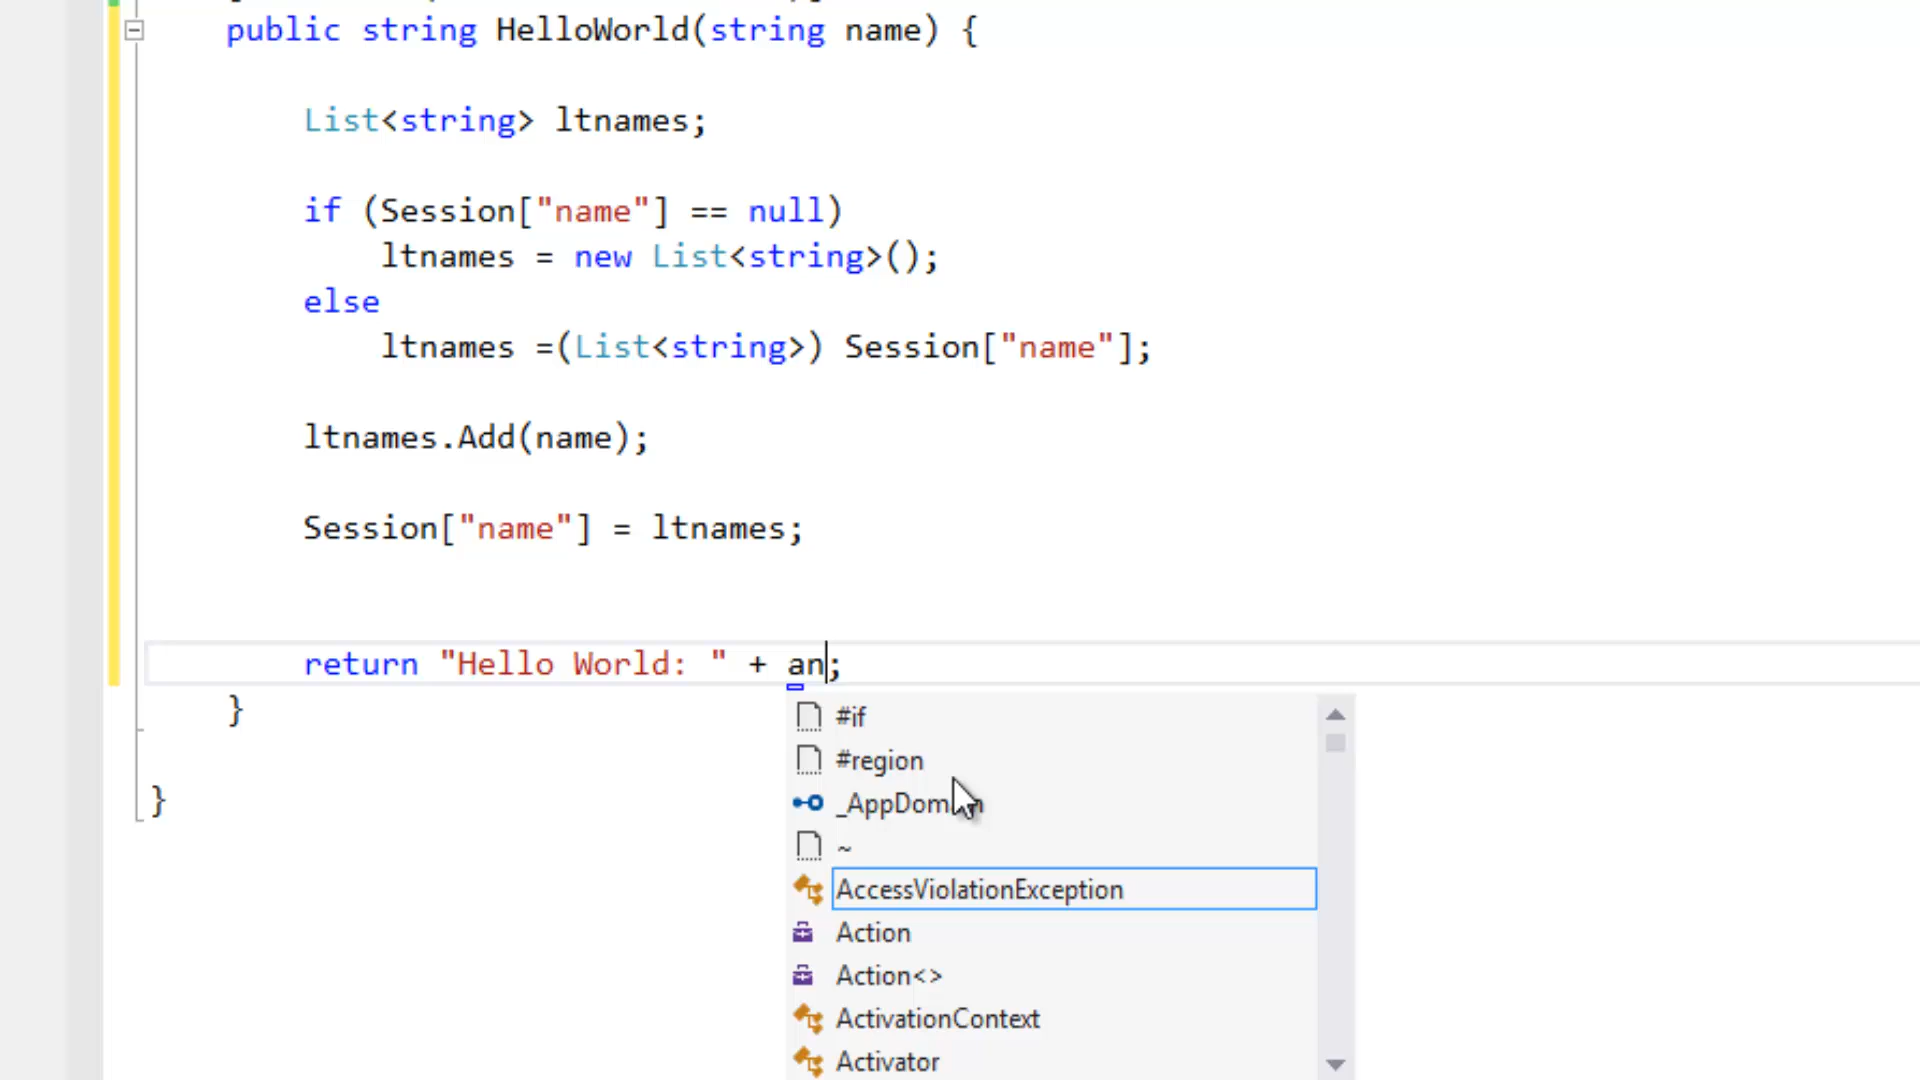 public string HelloWorld(string name) {
List<string> ltnames;
if (Session["name"] == null)
ltnames = new List<string>();
else
ltnames =(List<string>) Session["name"];
ltnames.Add(name);
Session["name"] = ltnames;
return "Hello World: " + an;
}
}
#if
#region
_AppDomain
~
AccessViolationException
Action
Action<>
ActivationContext
Activator